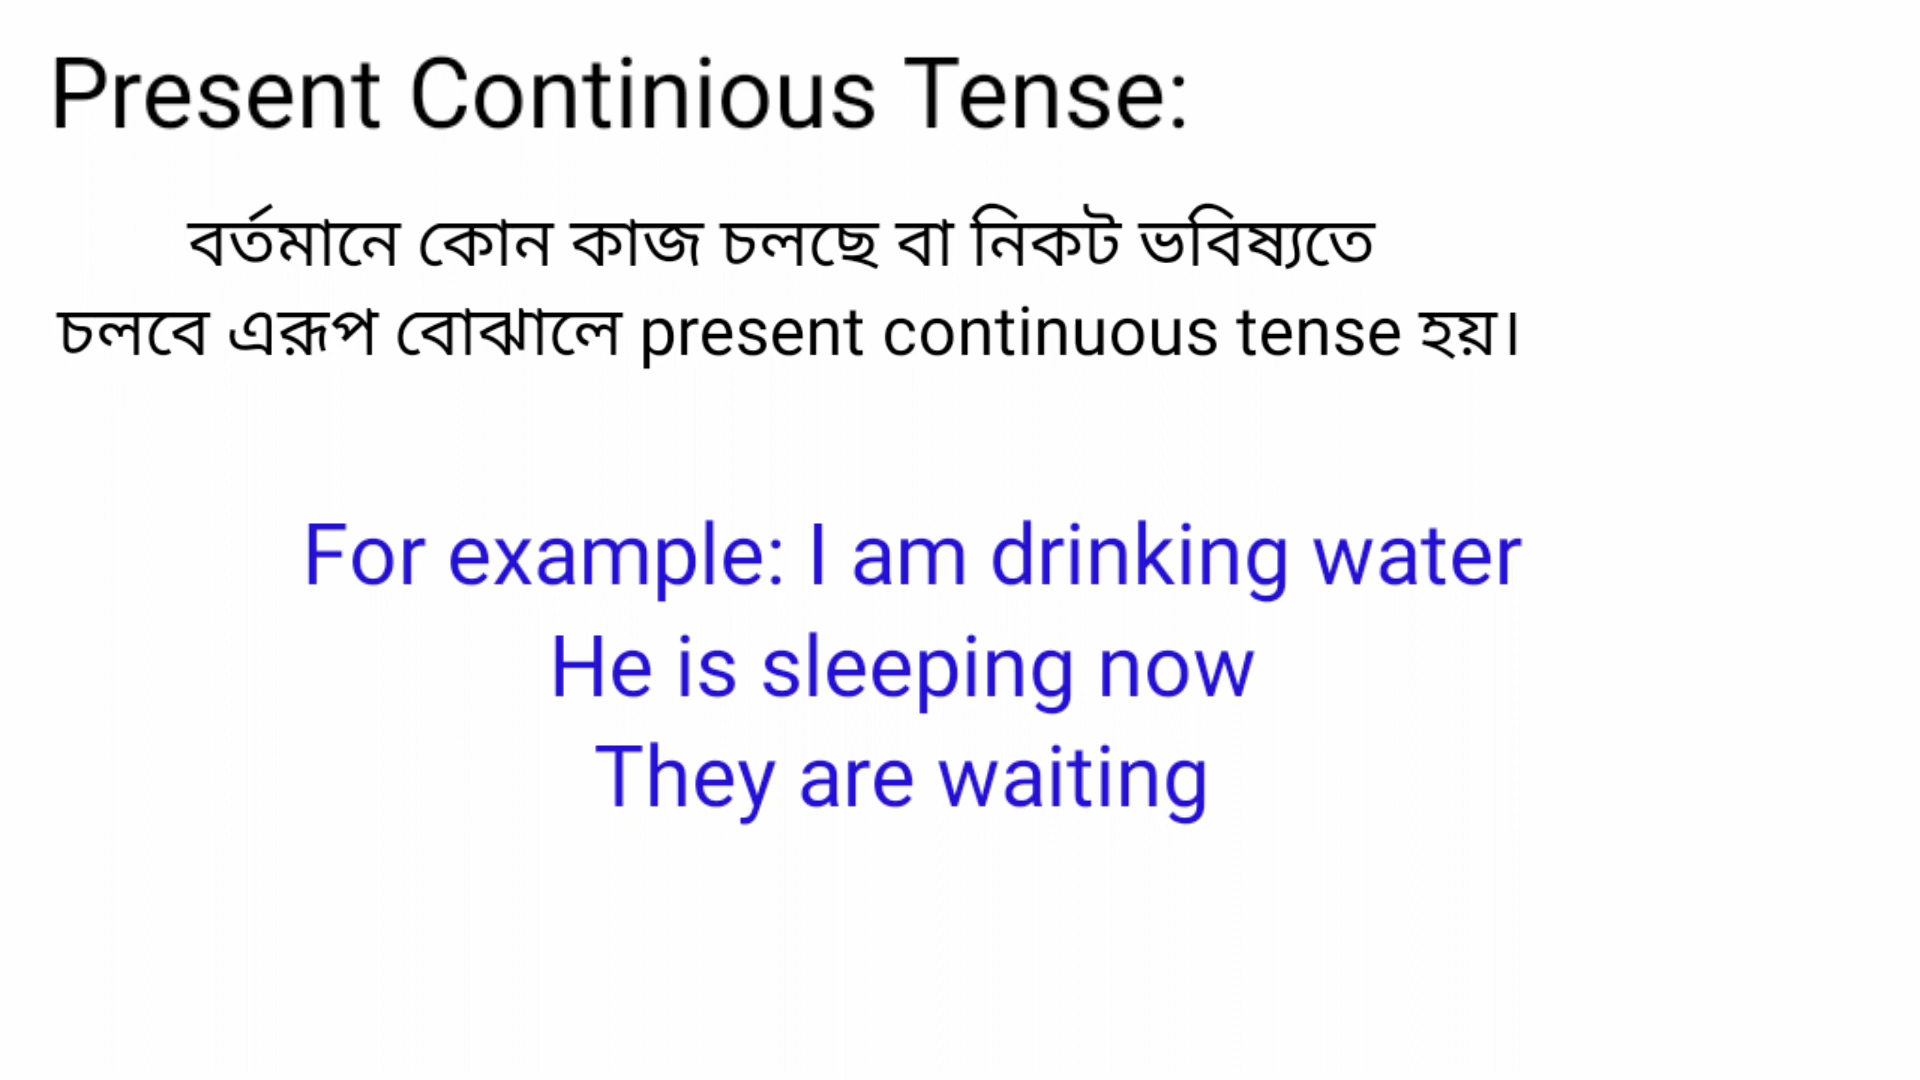 Present Continious Tense:
বর্তমানে কোন কাজ চলছে বা নিকট ভবিষ্যতে
চলবে এরূপ বোঝালে present continuous tense হয়।
For example: I am drinking water
He is sleeping now
They are waiting